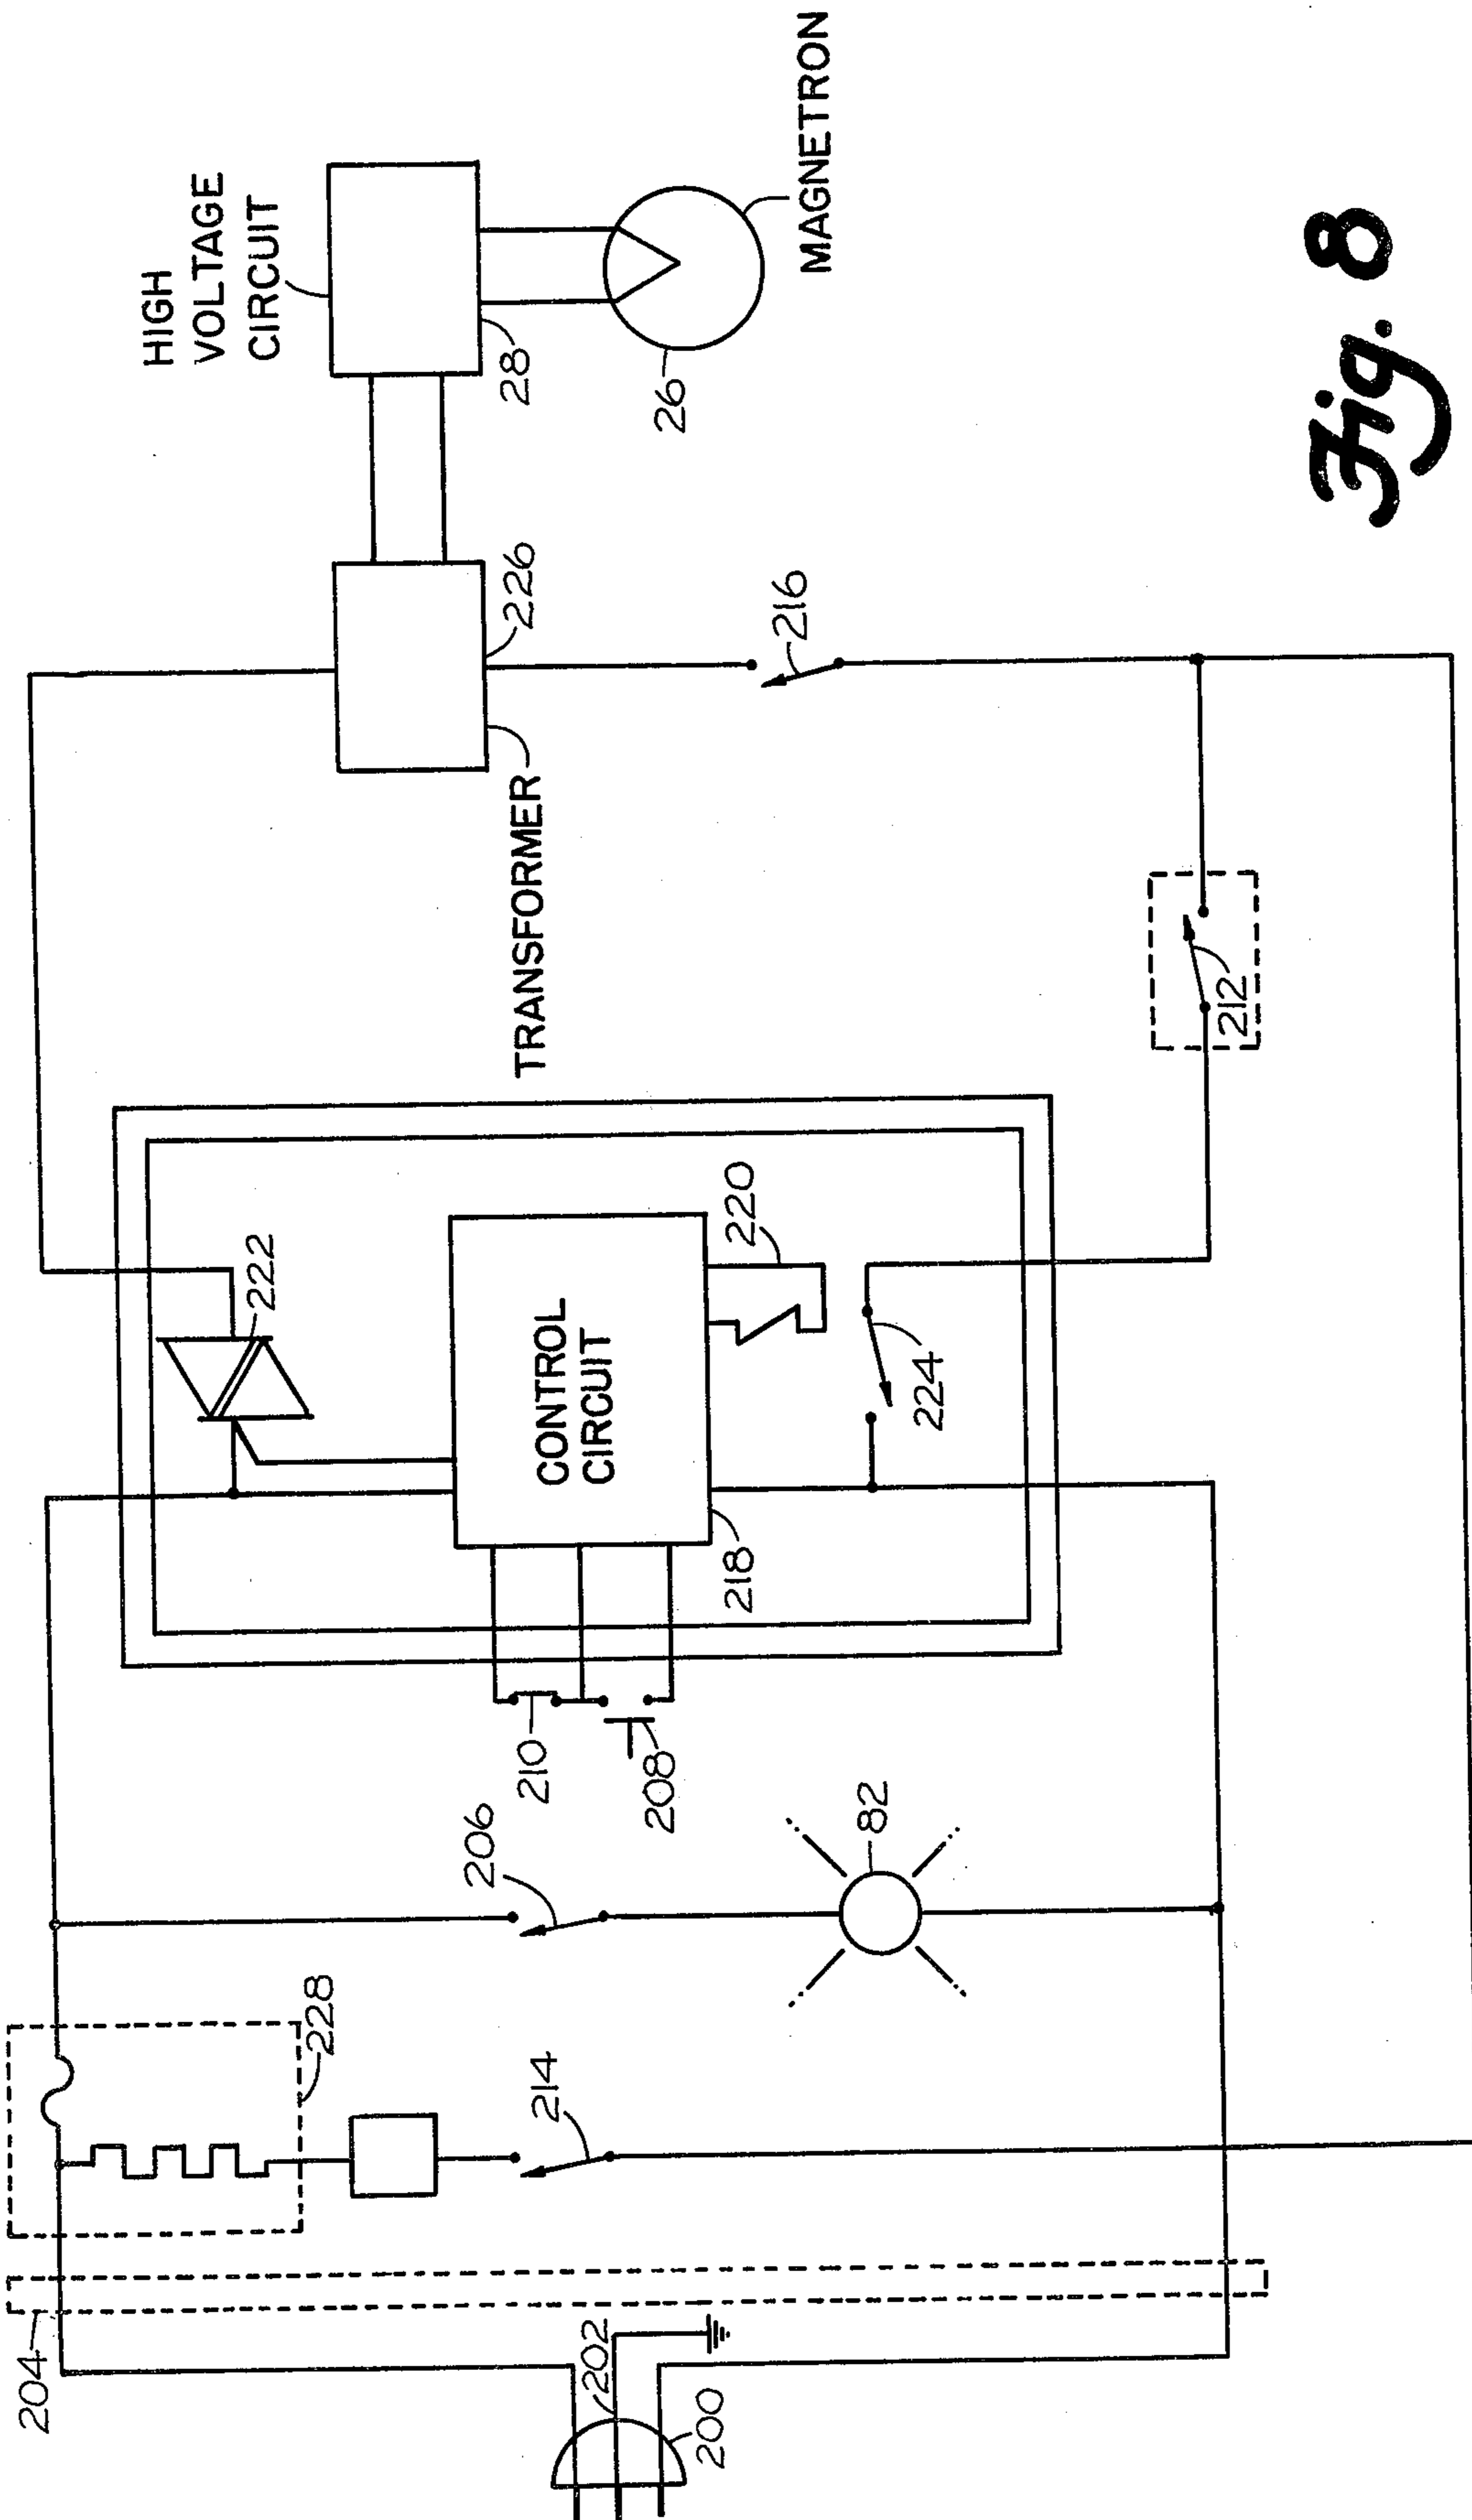 204
228
HIGH
VOLTAGE
CIRCUIT
222
206
214
210
28
226
202
200
208
218
CONTROL
CIRCUIT
220
TRANSFORMER
26
216
MAGNETRON
82
224
212
Fig. 8